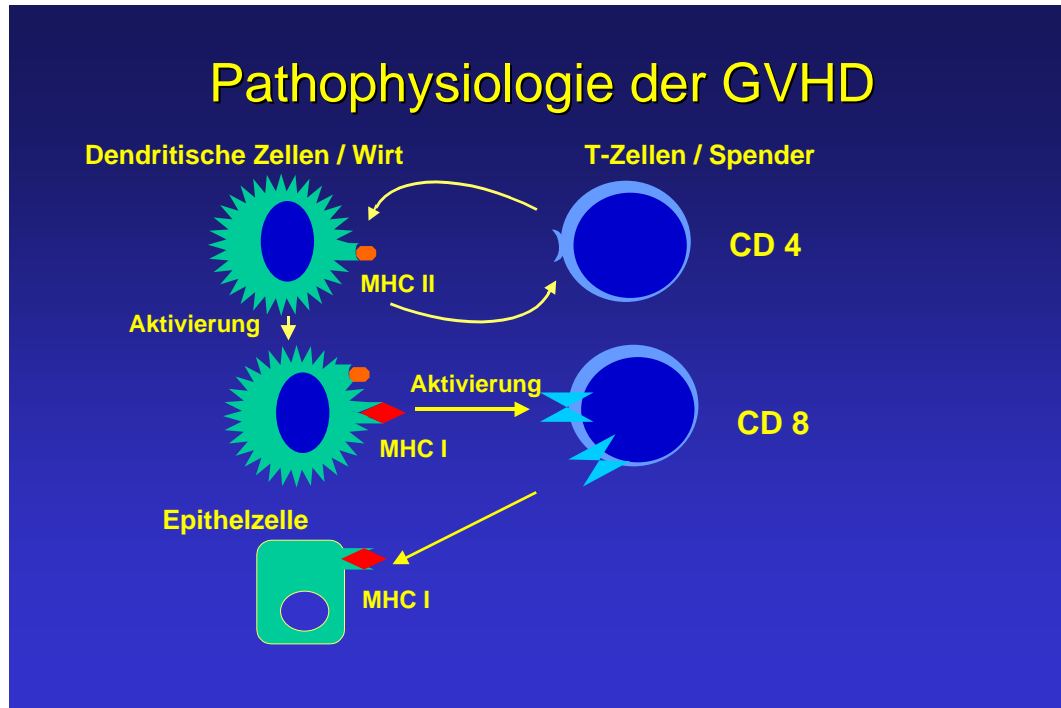 Pathophysiologie der GVHD
Dendritische Zellen / Wirt
T-Zellen / Spender
CD 4
MHC II
Aktivierung
Aktivierung
CD 8
MHC I
Epithelzelle
MHC I